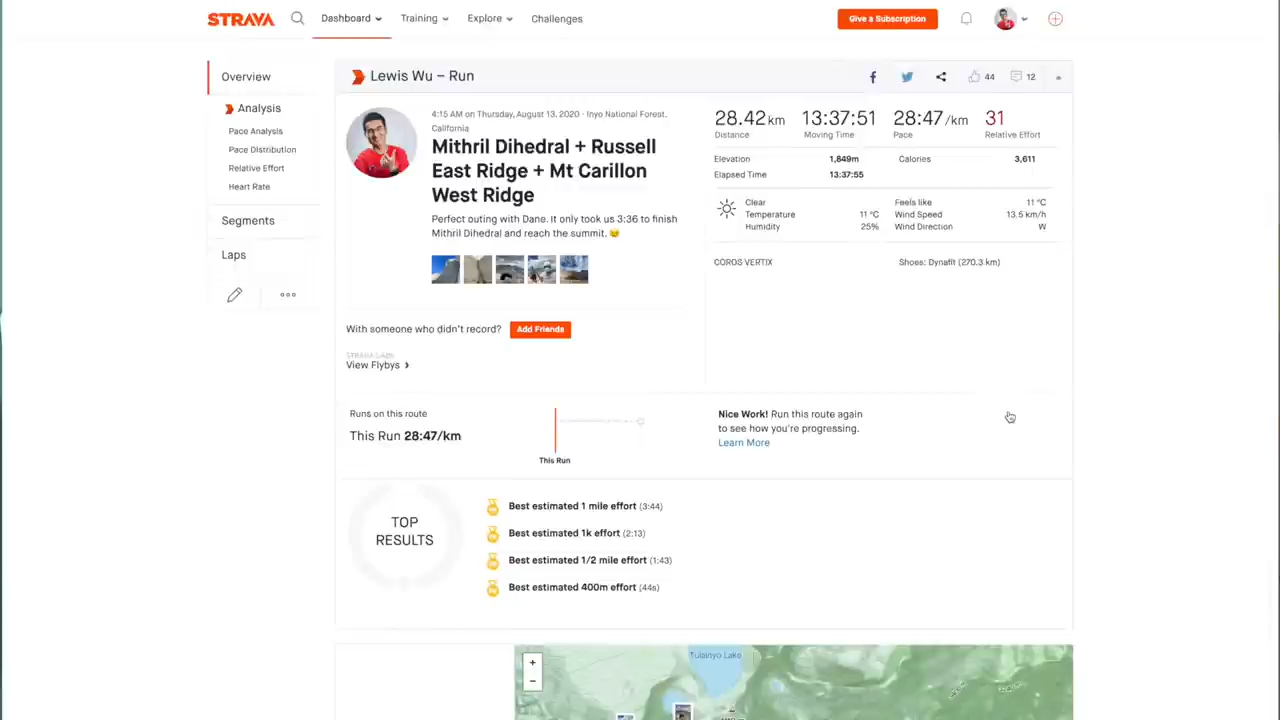 STRAVA
Dashboard
Training
Explore
Challenges
Give a Subscription
Overview
Analysis
Pace Analysis
Pace Distribution
Relative Effort
Heart Rate
Segments
Laps
Lewis Wu – Run
44
12
4:15 AM on Thursday, August 13, 2020 · Inyo National Forest,
California
Mithril Dihedral + Russell
East Ridge + Mt Carillon
West Ridge
Perfect outing with Dane. It only took us 3:36 to finish
Mithril Dihedral and reach the summit.
With someone who didn't record?
Add Friends
STRAVA LABS
View Flybys
28.42 km
13:37:51
28:47 /km
31
Distance
Moving Time
Pace
Relative Effort
Elevation
1,849m
Calories
3,611
Elapsed Time
13:37:55
Clear
Temperature
11 °C
Humidity
25%
Feels like
11 °C
Wind Speed
13.5 km/h
Wind Direction
W
COROS VERTIX
Shoes: Dynafit (270.3 km)
Runs on this route
This Run 28:47/km
This Run
Nice Work! Run this route again
to see how you're progressing.
Learn More
TOP
RESULTS
Best estimated 1 mile effort (3:44)
Best estimated 1k effort (2:13)
Best estimated 1/2 mile effort (1:43)
Best estimated 400m effort (44s)
+
−
Tulainyo Lake